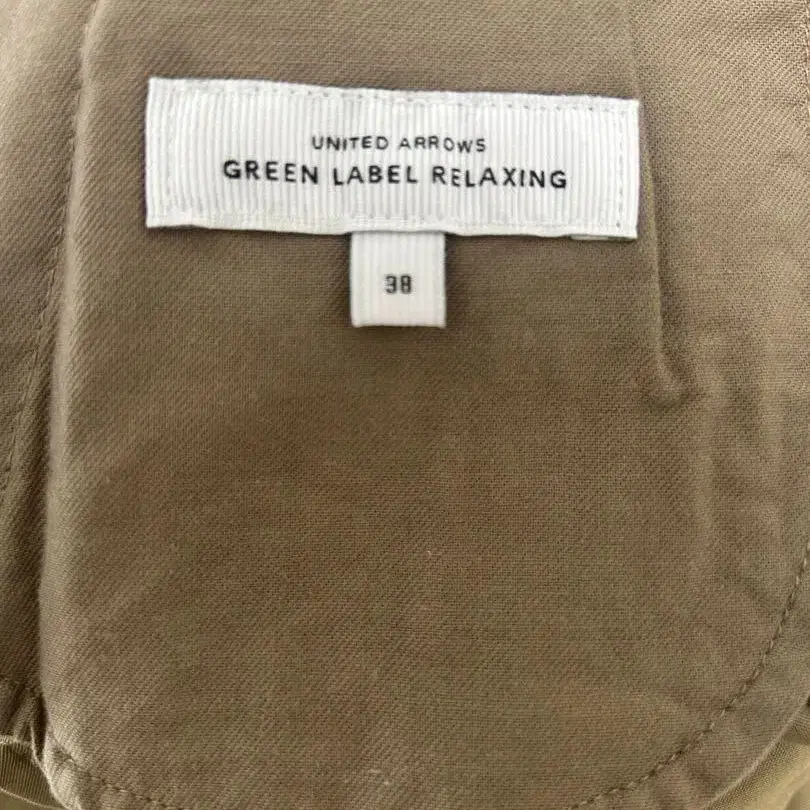 UNITED ARROWS
GREEN LABEL RELAXING
38